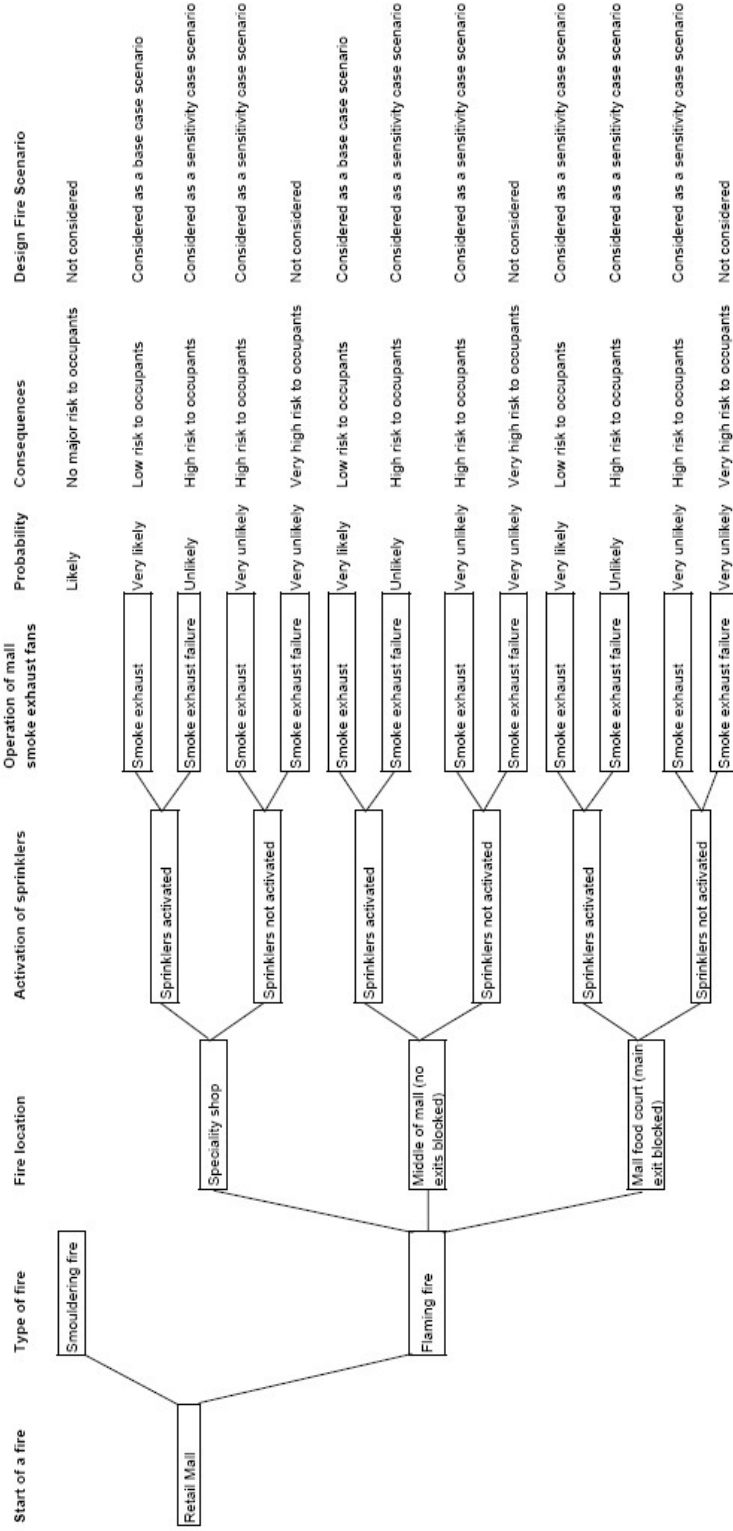 Start of a fire
Type of fire
Fire location
Activation of sprinklers
Operation of mall
smoke exhaust fans
Probability
Consequences
Design Fire Scenario
Smouldering fire
Likely
No major risk to occupants
Not considered
Retail Mall
Flaming fire
Speciality shop
Sprinklers activated
Smoke exhaust
Very likely
Low risk to occupants
Considered as a base case scenario
Smoke exhaust failure
Unlikely
High risk to occupants
Considered as a sensitivity case scenario
Sprinklers not activated
Smoke exhaust
Very unlikely
High risk to occupants
Considered as a sensitivity case scenario
Smoke exhaust failure
Very unlikely
Very high risk to occupants
Not considered
Middle of mall (no
exits blocked)
Sprinklers activated
Smoke exhaust
Very likely
Low risk to occupants
Considered as a base case scenario
Smoke exhaust failure
Unlikely
High risk to occupants
Considered as a sensitivity case scenario
Sprinklers not activated
Smoke exhaust
Very unlikely
High risk to occupants
Considered as a sensitivity case scenario
Smoke exhaust failure
Very unlikely
Very high risk to occupants
Not considered
Mall food court (main
exit blocked)
Sprinklers activated
Smoke exhaust
Very likely
Low risk to occupants
Considered as a sensitivity case scenario
Smoke exhaust failure
Unlikely
High risk to occupants
Considered as a sensitivity case scenario
Sprinklers not activated
Smoke exhaust
Very unlikely
High risk to occupants
Considered as a sensitivity case scenario
Smoke exhaust failure
Very unlikely
Very high risk to occupants
Not considered